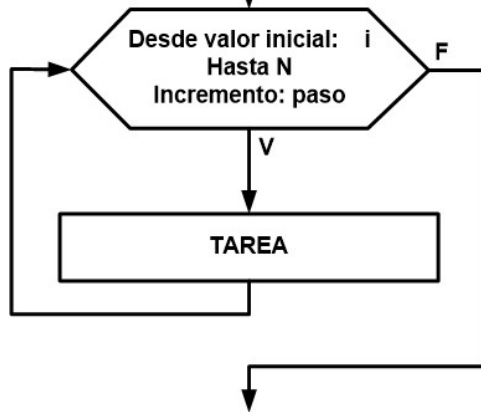 Desde valor inicial: i
Hasta N
Incremento: paso
F
V
TAREA